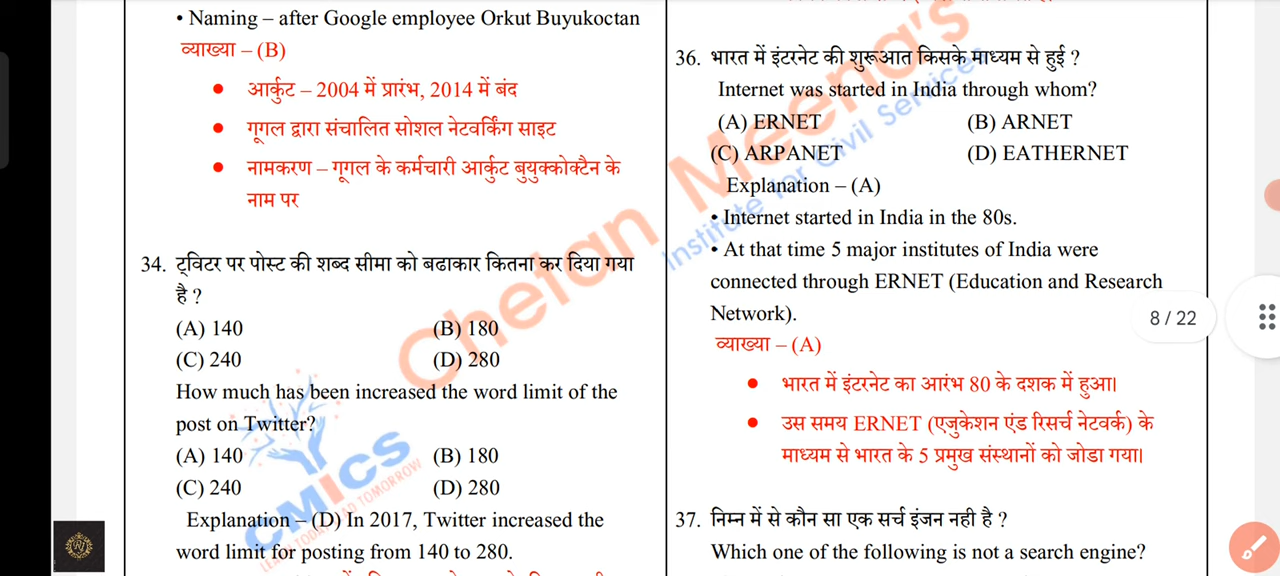 • Naming – after Google employee Orkut Buyukoctan
व्याख्या – (B)
• आर्कुट – 2004 में प्रारंभ, 2014 में बंद
• गूगल द्वारा संचालित सोशल नेटवर्किंग साइट
• नामकरण – गूगल के कर्मचारी आर्कुट बुयुक्कोक्टैन के
नाम पर
34. ट्विटर पर पोस्ट की शब्द सीमा को बढाकार कितना कर दिया गया
है ?
(A) 140 (B) 180
(C) 240 (D) 280
How much has been increased the word limit of the
post on Twitter?
(A) 140 (B) 180
(C) 240 (D) 280
Explanation – (D) In 2017, Twitter increased the
word limit for posting from 140 to 280.
36. भारत में इंटरनेट की शुरूआत किसके माध्यम से हुई ?
Internet was started in India through whom?
(A) ERNET (B) ARNET
(C) ARPANET (D) EATHERNET
Explanation – (A)
• Internet started in India in the 80s.
• At that time 5 major institutes of India were
connected through ERNET (Education and Research
Network).
व्याख्या – (A)
• भारत में इंटरनेट का आरंभ 80 के दशक में हुआ।
• उस समय ERNET (एजुकेशन एंड रिसर्च नेटवर्क) के
माध्यम से भारत के 5 प्रमुख संस्थानों को जोडा गया।
37. निम्न में से कौन सा एक सर्च इंजन नही है ?
Which one of the following is not a search engine?
8 / 22
Chetan Meena's
Institute for Civil Services
CMICS